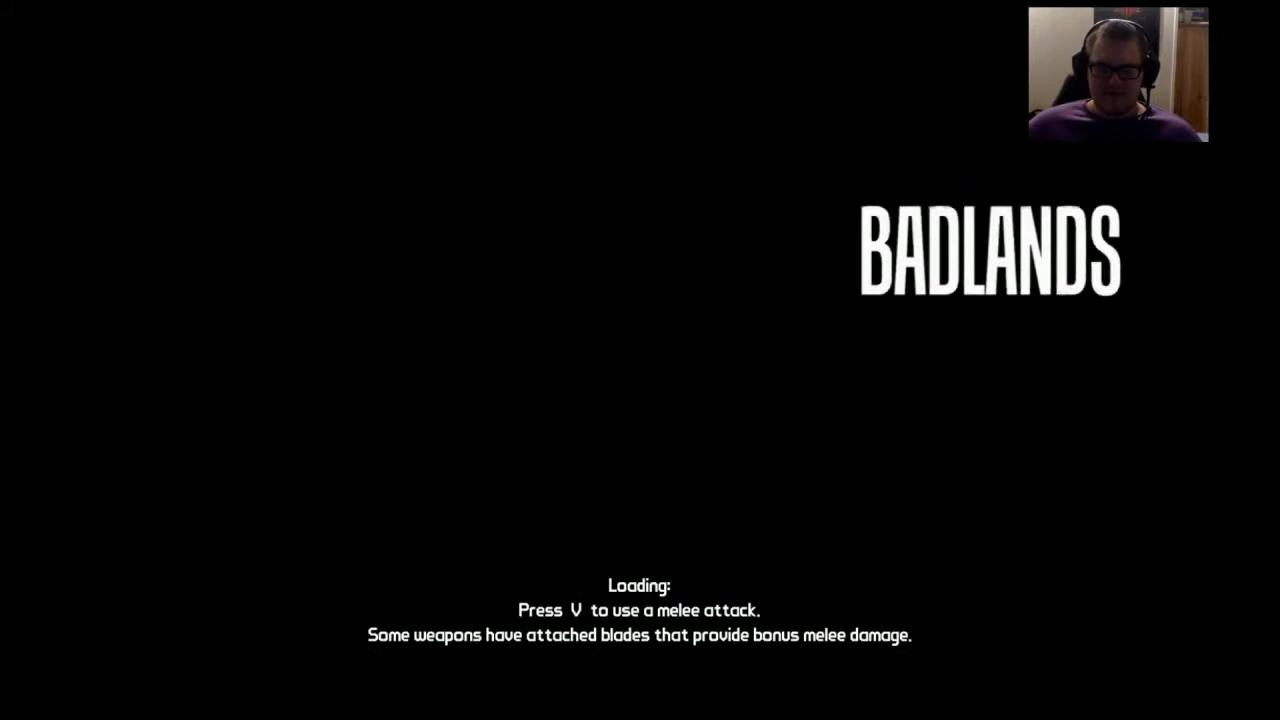 BADLANDS
Loading:
Press V to use a melee attack.
Some weapons have attached blades that provide bonus melee damage.